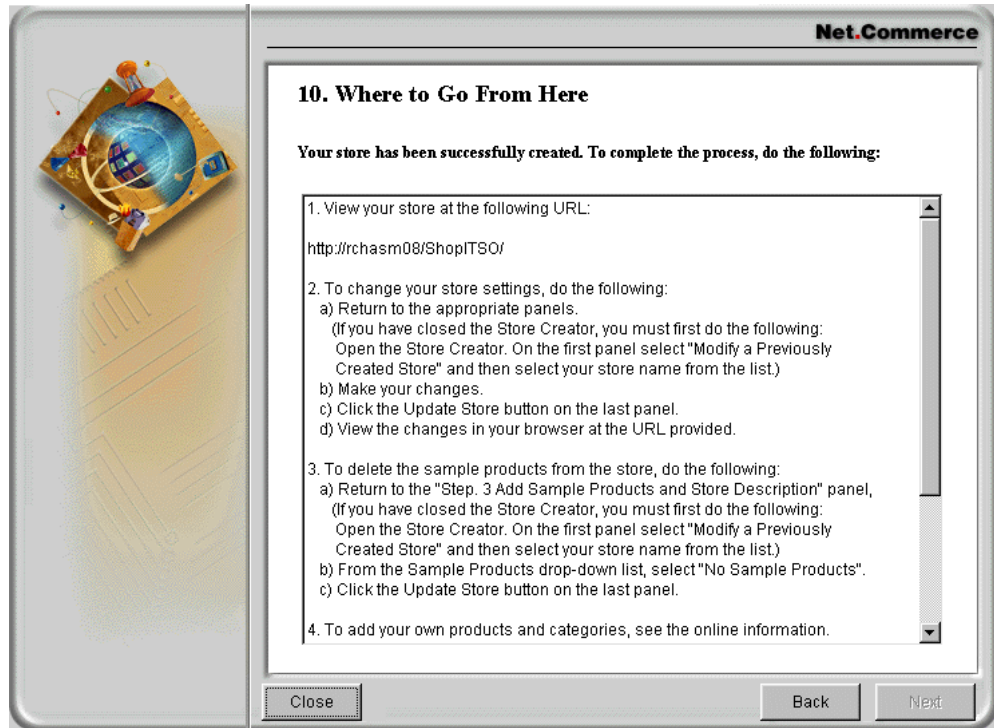 Net.Commerce
10. Where to Go From Here
Your store has been successfully created. To complete the process, do the following:
1. View your store at the following URL:
http://rchasm08/ShopITSO/
2. To change your store settings, do the following:
a) Return to the appropriate panels.
(If you have closed the Store Creator, you must first do the following:
Open the Store Creator. On the first panel select "Modify a Previously
Created Store" and then select your store name from the list.)
b) Make your changes.
c) Click the Update Store button on the last panel.
d) View the changes in your browser at the URL provided.
3. To delete the sample products from the store, do the following:
a) Return to the "Step. 3 Add Sample Products and Store Description" panel,
(If you have closed the Store Creator, you must first do the following:
Open the Store Creator. On the first panel select "Modify a Previously
Created Store" and then select your store name from the list.)
b) From the Sample Products drop-down list, select "No Sample Products".
c) Click the Update Store button on the last panel.
4. To add your own products and categories, see the online information.
Close
Back
Next